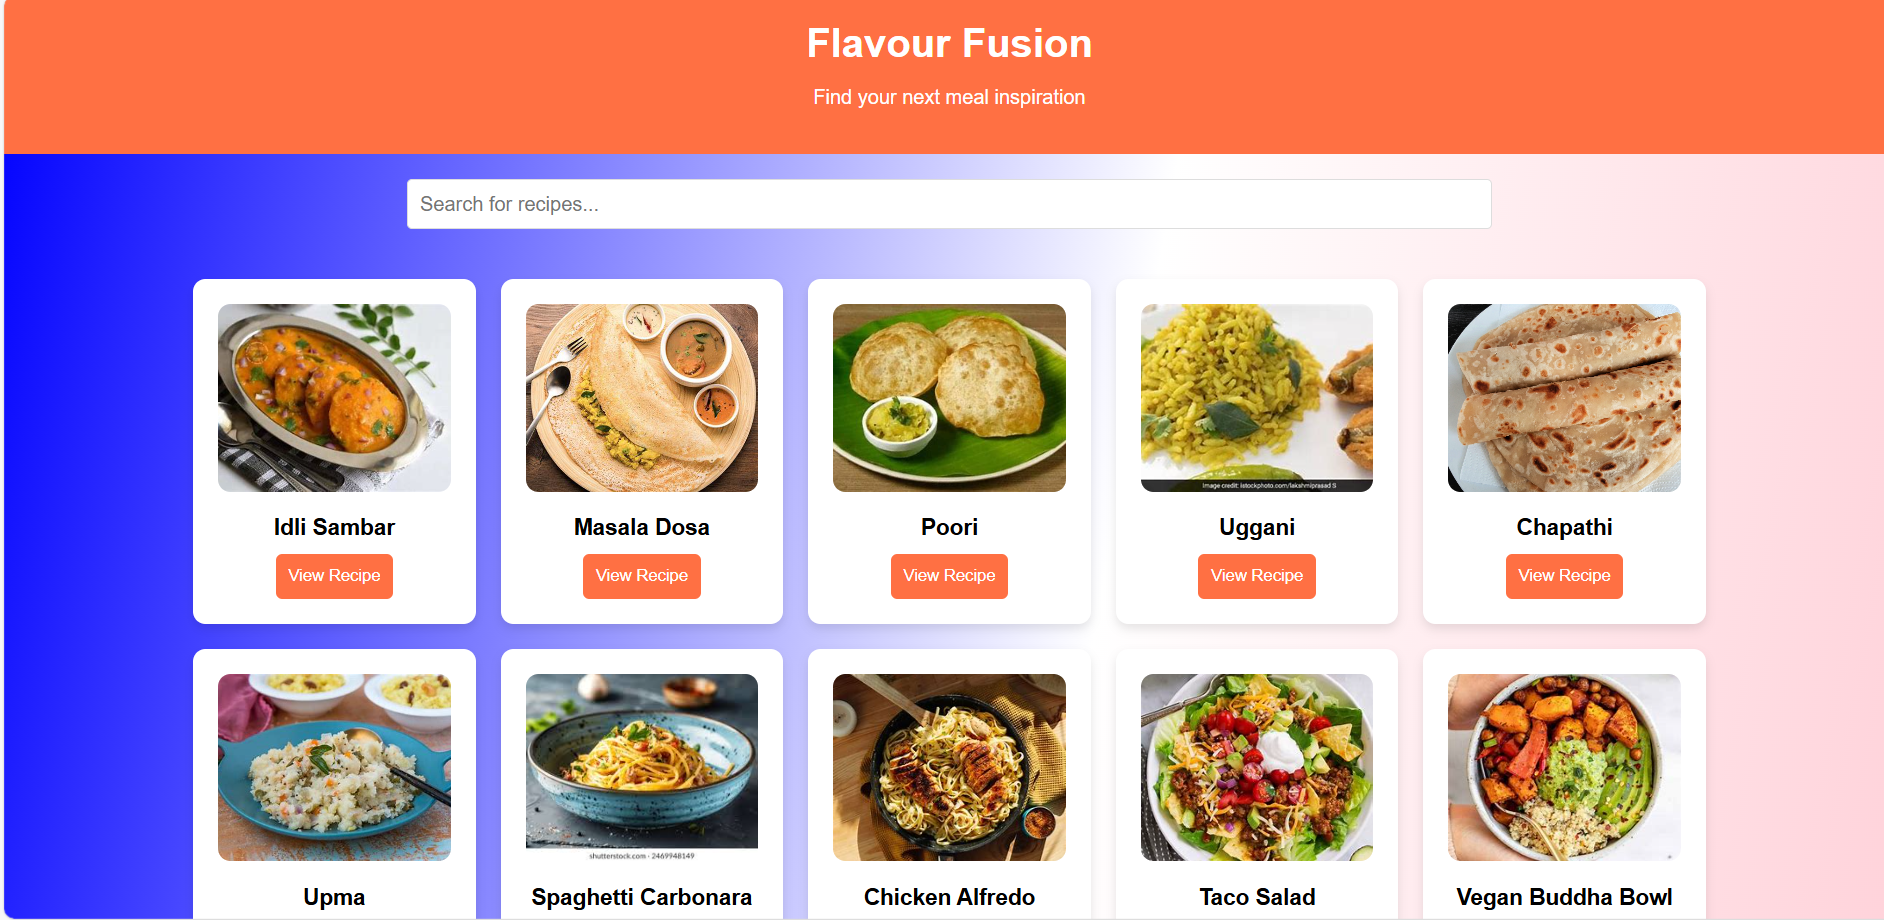 Flavour Fusion
Find your next meal inspiration
Search for recipes...
Idli Sambar
View Recipe
Masala Dosa
View Recipe
Poori
View Recipe
Image credit: istockphoto.com/lakshmiprasad S
Uggani
View Recipe
Chapathi
View Recipe
Upma
shutterstock.com · 2469948149
Spaghetti Carbonara
Chicken Alfredo
Taco Salad
Vegan Buddha Bowl